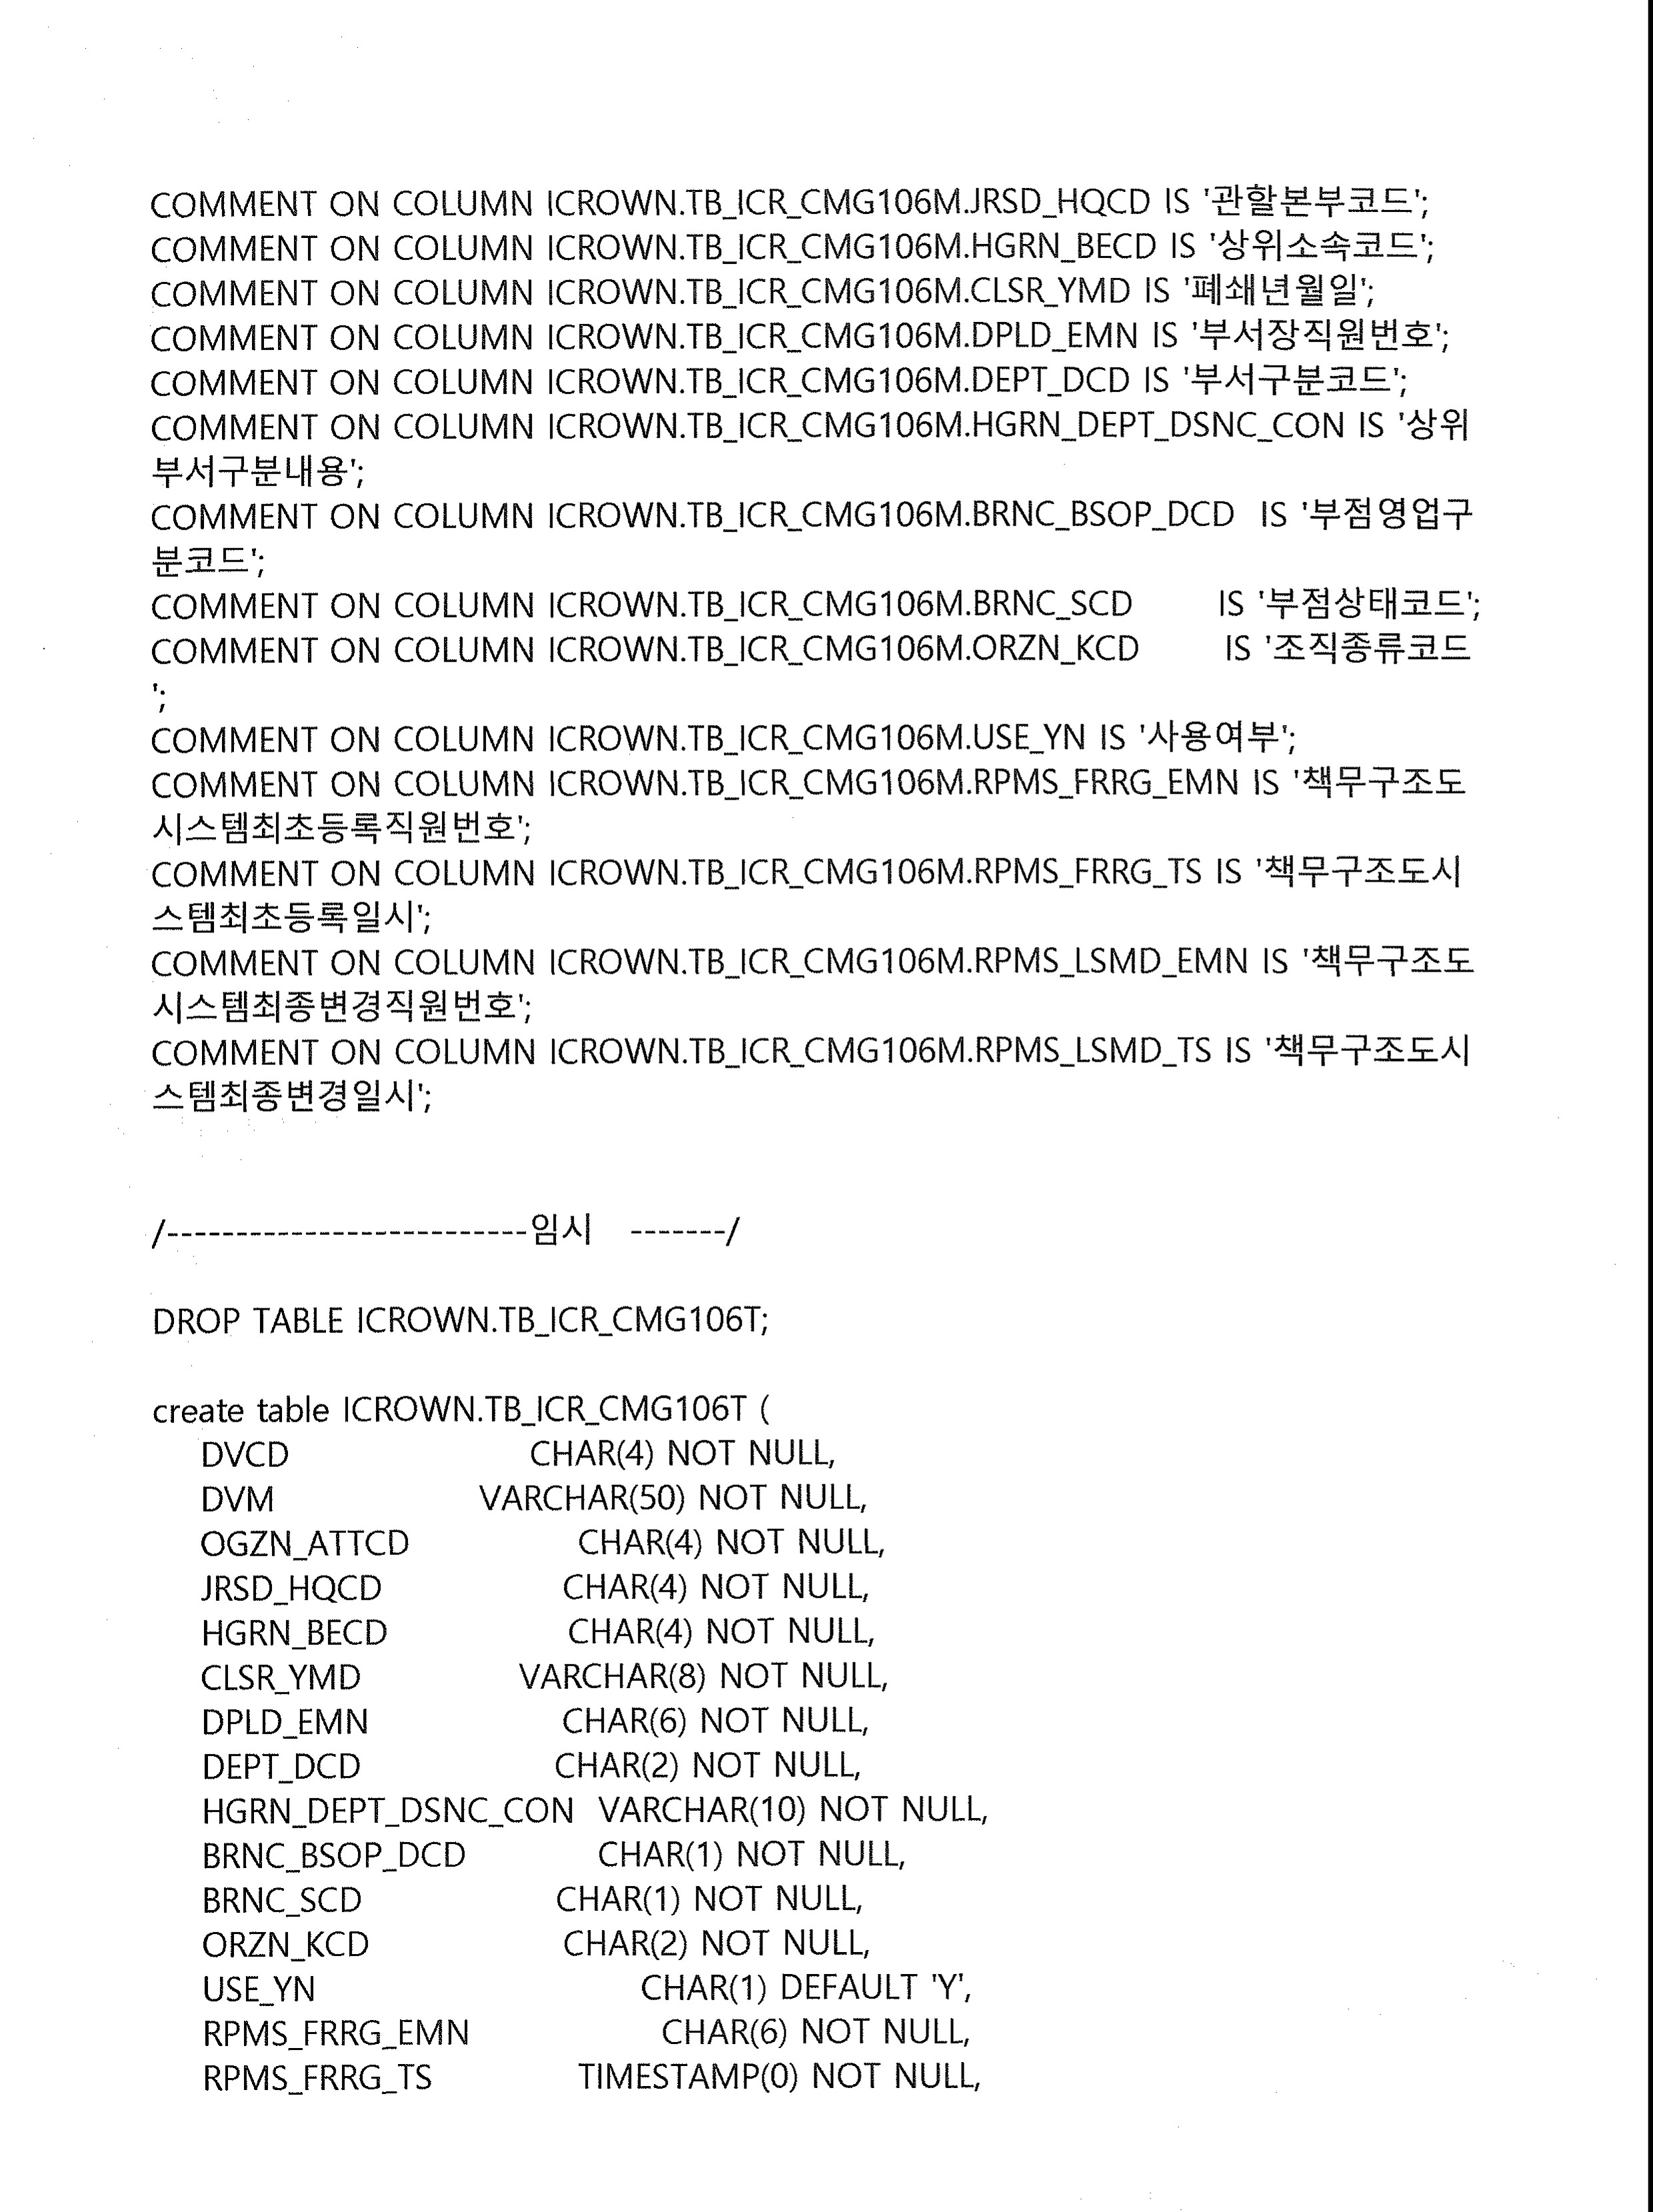 COMMENT ON COLUMN ICROWN.TB_ICR_CMG106M.JRSD_HQCD IS '관할본부코드';
COMMENT ON COLUMN ICROWN.TB_ICR_CMG106M.HGRN_BECD IS '상위소속코드';
COMMENT ON COLUMN ICROWN.TB_ICR_CMG106M.CLSR_YMD IS '폐쇄년월일';
COMMENT ON COLUMN ICROWN.TB_ICR_CMG106M.DPLD_EMN IS '부서장직원번호';
COMMENT ON COLUMN ICROWN.TB_ICR_CMG106M.DEPT_DCD IS '부서구분코드';
COMMENT ON COLUMN ICROWN.TB_ICR_CMG106M.HGRN_DEPT_DSNC_CON IS '상위
부서구분내용';
COMMENT ON COLUMN ICROWN.TB_ICR_CMG106M.BRNC_BSOP_DCD IS '부점영업구
분코드';
COMMENT ON COLUMN ICROWN.TB_ICR_CMG106M.BRNC_SCD IS '부점상태코드';
COMMENT ON COLUMN ICROWN.TB_ICR_CMG106M.ORZN_KCD IS '조직종류코드
';
COMMENT ON COLUMN ICROWN.TB_ICR_CMG106M.USE_YN IS '사용여부';
COMMENT ON COLUMN ICROWN.TB_ICR_CMG106M.RPMS_FRRG_EMN IS '책무구조도
시스템최초등록직원번호';
COMMENT ON COLUMN ICROWN.TB_ICR_CMG106M.RPMS_FRRG_TS IS '책무구조도시
스템최초등록일시';
COMMENT ON COLUMN ICROWN.TB_ICR_CMG106M.RPMS_LSMD_EMN IS '책무구조도
시스템최종변경직원번호';
COMMENT ON COLUMN ICROWN.TB_ICR_CMG106M.RPMS_LSMD_TS IS '책무구조도시
스템최종변경일시';
/--------------------------임시 -------/
DROP TABLE ICROWN.TB_ICR_CMG106T;
create table ICROWN.TB_ICR_CMG106T (
DVCD CHAR(4) NOT NULL,
DVM VARCHAR(50) NOT NULL,
OGZN_ATTCD CHAR(4) NOT NULL,
JRSD_HQCD CHAR(4) NOT NULL,
HGRN_BECD CHAR(4) NOT NULL,
CLSR_YMD VARCHAR(8) NOT NULL,
DPLD_EMN CHAR(6) NOT NULL,
DEPT_DCD CHAR(2) NOT NULL,
HGRN_DEPT_DSNC_CON VARCHAR(10) NOT NULL,
BRNC_BSOP_DCD CHAR(1) NOT NULL,
BRNC_SCD CHAR(1) NOT NULL,
ORZN_KCD CHAR(2) NOT NULL,
USE_YN CHAR(1) DEFAULT 'Y',
RPMS_FRRG_EMN CHAR(6) NOT NULL,
RPMS_FRRG_TS TIMESTAMP(0) NOT NULL,